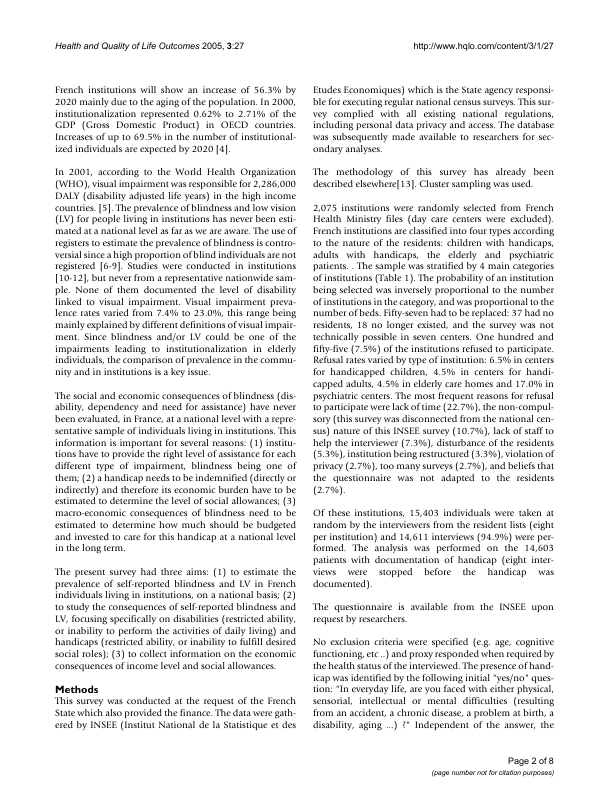 Health and Quality of Life Outcomes 2005, 3:27
http://www.hqlo.com/content/3/1/27
French institutions will show an increase of 56.3% by
2020 mainly due to the aging of the population. In 2000,
institutionalization represented 0.62% to 2.71% of the
GDP (Gross Domestic Product) in OECD countries.
Increases of up to 69.5% in the number of institutional-
ized individuals are expected by 2020 [4].
In 2001, according to the World Health Organization
(WHO), visual impairment was responsible for 2,286,000
DALY (disability adjusted life years) in the high income
countries. [5]. The prevalence of blindness and low vision
(LV) for people living in institutions has never been esti-
mated at a national level as far as we are aware. The use of
registers to estimate the prevalence of blindness is contro-
versial since a high proportion of blind individuals are not
registered [6-9]. Studies were conducted in institutions
[10-12], but never from a representative nationwide sam-
ple. None of them documented the level of disability
linked to visual impairment. Visual impairment preva-
lence rates varied from 7.4% to 23.0%, this range being
mainly explained by different definitions of visual impair-
ment. Since blindness and/or LV could be one of the
impairments leading to institutionalization in elderly
individuals, the comparison of prevalence in the commu-
nity and in institutions is a key issue.
The social and economic consequences of blindness (dis-
ability, dependency and need for assistance) have never
been evaluated, in France, at a national level with a repre-
sentative sample of individuals living in institutions. This
information is important for several reasons: (1) institu-
tions have to provide the right level of assistance for each
different type of impairment, blindness being one of
them; (2) a handicap needs to be indemnified (directly or
indirectly) and therefore its economic burden have to be
estimated to determine the level of social allowances; (3)
macro-economic consequences of blindness need to be
estimated to determine how much should be budgeted
and invested to care for this handicap at a national level
in the long term.
The present survey had three aims: (1) to estimate the
prevalence of self-reported blindness and LV in French
individuals living in institutions, on a national basis; (2)
to study the consequences of self-reported blindness and
LV, focusing specifically on disabilities (restricted ability,
or inability to perform the activities of daily living) and
handicaps (restricted ability, or inability to fulfill desired
social roles); (3) to collect information on the economic
consequences of income level and social allowances.
Methods
This survey was conducted at the request of the French
State which also provided the finance. The data were gath-
ered by INSEE (Institut National de la Statistique et des
Etudes Economiques) which is the State agency responsi-
ble for executing regular national census surveys. This sur-
vey complied with all existing national regulations,
including personal data privacy and access. The database
was subsequently made available to researchers for sec-
ondary analyses.
The methodology of this survey has already been
described elsewhere[13]. Cluster sampling was used.
2,075 institutions were randomly selected from French
Health Ministry files (day care centers were excluded).
French institutions are classified into four types according
to the nature of the residents: children with handicaps,
adults with handicaps, the elderly and psychiatric
patients. . The sample was stratified by 4 main categories
of institutions (Table 1). The probability of an institution
being selected was inversely proportional to the number
of institutions in the category, and was proportional to the
number of beds. Fifty-seven had to be replaced: 37 had no
residents, 18 no longer existed, and the survey was not
technically possible in seven centers. One hundred and
fifty-five (7.5%) of the institutions refused to participate.
Refusal rates varied by type of institution: 6.5% in centers
for handicapped children, 4.5% in centers for handi-
capped adults, 4.5% in elderly care homes and 17.0% in
psychiatric centers. The most frequent reasons for refusal
to participate were lack of time (22.7%), the non-compul-
sory (this survey was disconnected from the national cen-
sus) nature of this INSEE survey (10.7%), lack of staff to
help the interviewer (7.3%), disturbance of the residents
(5.3%), institution being restructured (3.3%), violation of
privacy (2.7%), too many surveys (2.7%), and beliefs that
the questionnaire was not adapted to the residents
(2.7%).
Of these institutions, 15,403 individuals were taken at
random by the interviewers from the resident lists (eight
per institution) and 14,611 interviews (94.9%) were per-
formed. The analysis was performed on the 14,603
patients with documentation of handicap (eight inter-
views were stopped before the handicap was
documented).
The questionnaire is available from the INSEE upon
request by researchers.
No exclusion criteria were specified (e.g. age, cognitive
functioning, etc ..) and proxy responded when required by
the health status of the interviewed. The presence of hand-
icap was identified by the following initial "yes/no" ques-
tion: "In everyday life, are you faced with either physical,
sensorial, intellectual or mental difficulties (resulting
from an accident, a chronic disease, a problem at birth, a
disability, aging ...) ?" Independent of the answer, the
Page 2 of 8
(page number not for citation purposes)